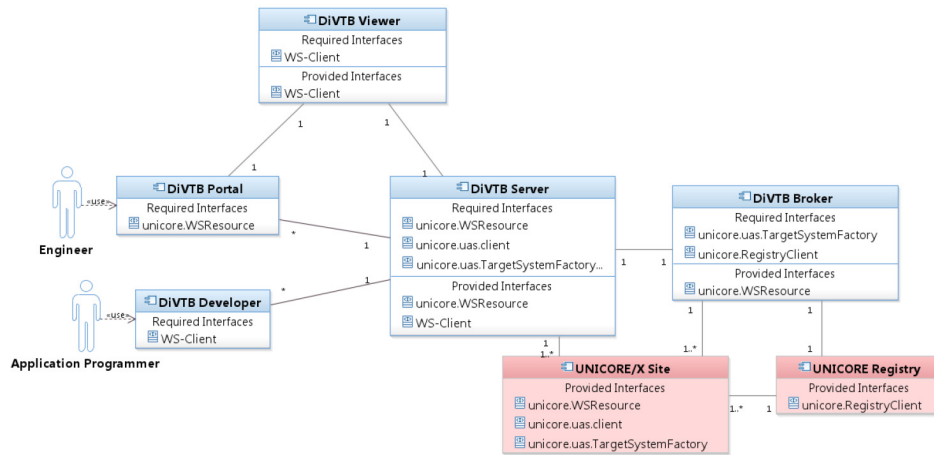 DiVTB Viewer
Required Interfaces
WS-Client
Provided Interfaces
WS-Client
1
1
1
1
DiVTB Portal
Required Interfaces
unicore.WSResource
«use»
Engineer
*
1
DiVTB Server
Required Interfaces
unicore.WSResource
unicore.uas.client
unicore.uas.TargetSystemFactory...
Provided Interfaces
unicore.WSResource
WS-Client
1
1
DiVTB Broker
Required Interfaces
unicore.uas.TargetSystemFactory
unicore.RegistryClient
Provided Interfaces
unicore.WSResource
DiVTB Developer
Required Interfaces
WS-Client
«use»
Application Programmer
*
1
1
1..*
1
1..*
1
1
UNICORE/X Site
Provided Interfaces
unicore.WSResource
unicore.uas.client
unicore.uas.TargetSystemFactory
1..*
1
UNICORE Registry
Provided Interfaces
unicore.RegistryClient